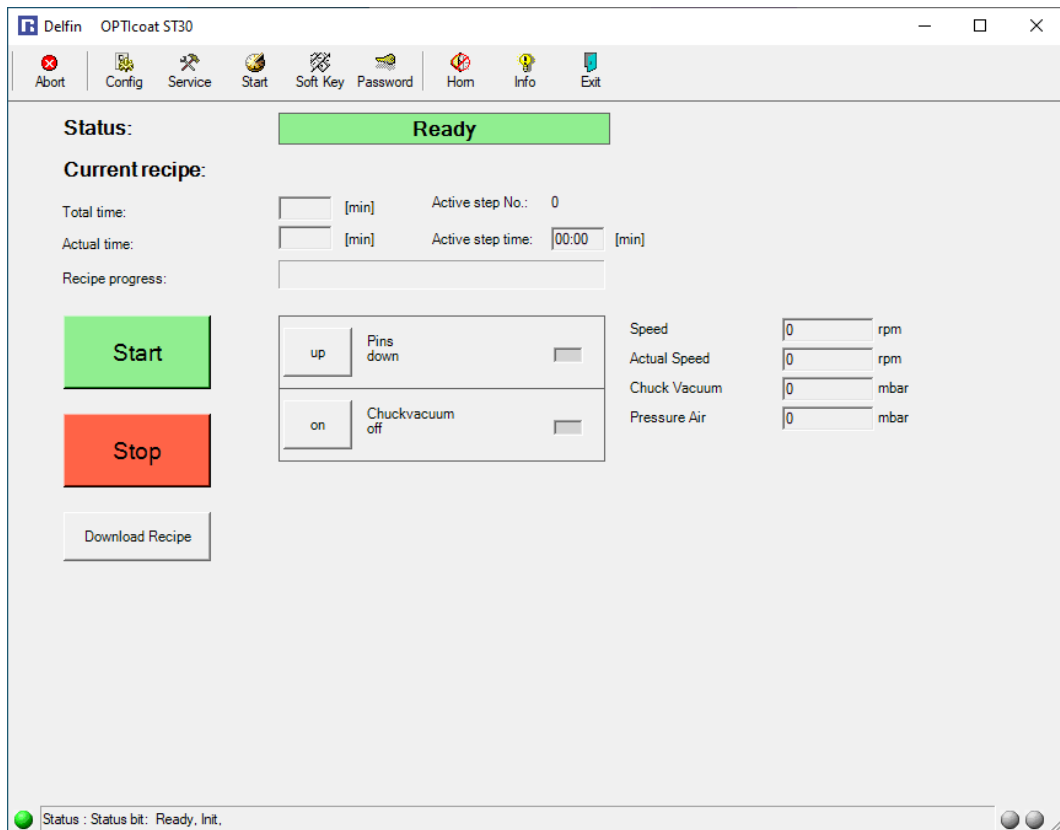 Delfin OPTIcoat ST30
Abort Config Service Start Soft Key Password Horn Info Exit
Status: Ready
Current recipe:
Total time: [min] Active step No.: 0
Actual time: [min] Active step time: 00:00 [min]
Recipe progress:
Start
up Pins
down
on Chuckvacuum
off
Speed 0 rpm
Actual Speed 0 rpm
Chuck Vacuum 0 mbar
Pressure Air 0 mbar
Stop
Download Recipe
Status : Status bit: Ready, Init,